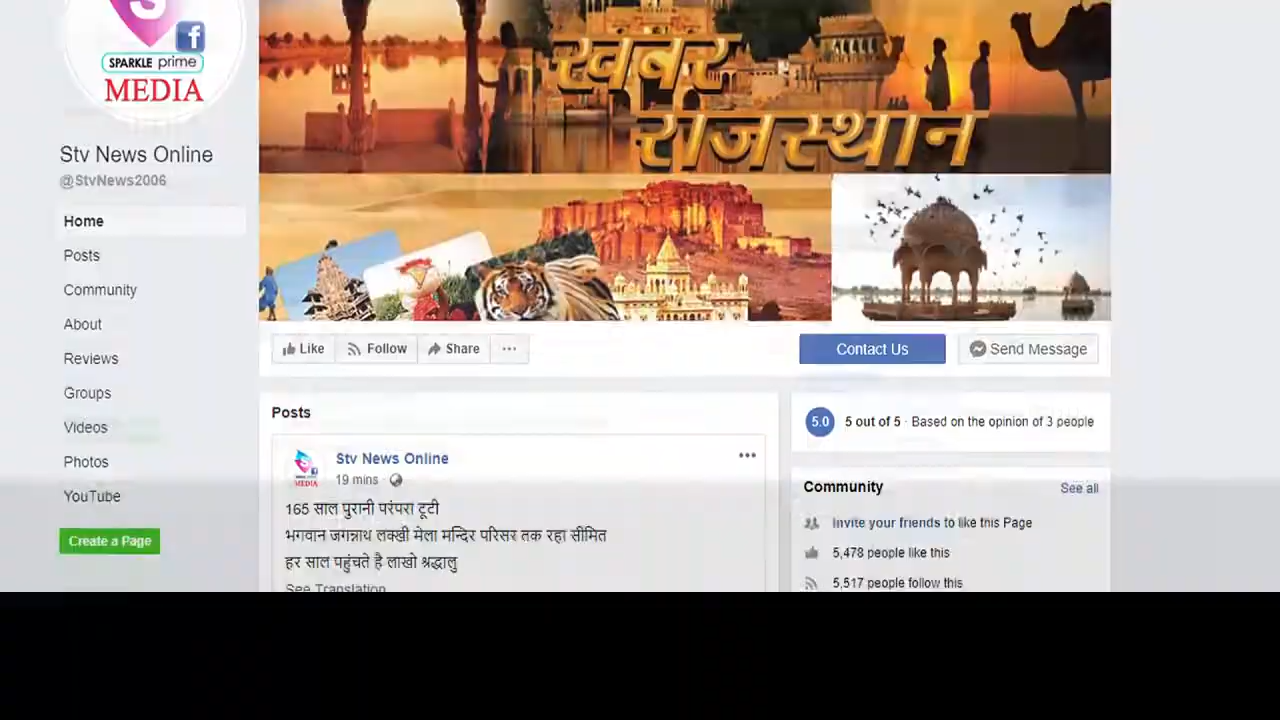 S
f
SPARKLE prime
MEDIA
खबर
राजस्थान
Stv News Online
@StvNews2006
Home
Posts
Community
About
Reviews
Groups
Videos
Photos
YouTube
Create a Page
Like
Follow
Share
Contact Us
Send Message
Posts
Stv News Online
19 mins ·
MEDIA
165 साल पुरानी परंपरा टूटी
भगवान जगन्नाथ लक्खी मेला मन्दिर परिसर तक रहा सीमित
हर साल पहुंचते है लाखो श्रद्धालु
See Translation
5.0
5 out of 5 · Based on the opinion of 3 people
Community
See all
Invite your friends to like this Page
5,478 people like this
5,517 people follow this